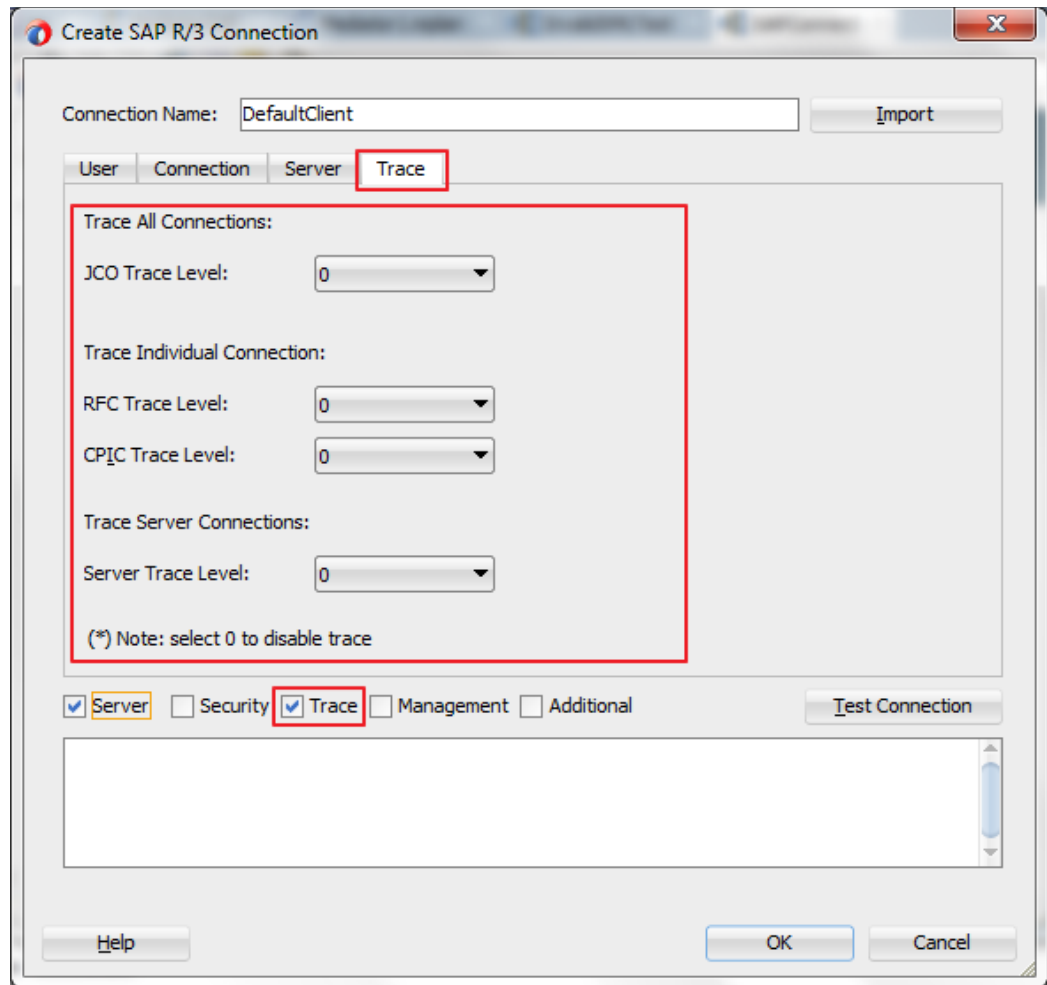 Create SAP R/3 Connection
Connection Name: DefaultClient Import
User Connection Server Trace
Trace All Connections:
JCO Trace Level: 0
Trace Individual Connection:
RFC Trace Level: 0
CPIC Trace Level: 0
Trace Server Connections:
Server Trace Level: 0
(*) Note: select 0 to disable trace
Server Security Trace Management Additional Test Connection
Help OK Cancel